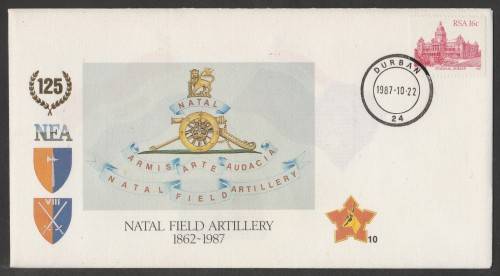 RSA 16c
DURBAN
1987-10-22
24
125
NFA
VIII
NATAL
ARMIS ARTE AUDACIA
NATAL FIELD ARTILLERY
NATAL FIELD ARTILLERY
1862-1987
10